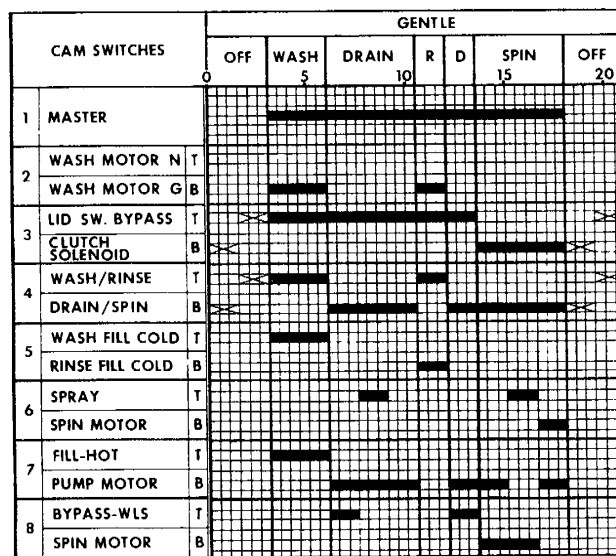 GENTLE
CAM SWITCHES OFF WASH DRAIN R D SPIN OFF
0 5 10 15 20
1 MASTER
2 WASH MOTOR N T
WASH MOTOR G B
3 LID SW. BYPASS T
CLUTCH SOLENOID B
4 WASH/RINSE T
DRAIN/SPIN B
5 WASH FILL COLD T
RINSE FILL COLD B
6 SPRAY T
SPIN MOTOR B
7 FILL-HOT T
PUMP MOTOR B
8 BYPASS-WLS T
SPIN MOTOR B